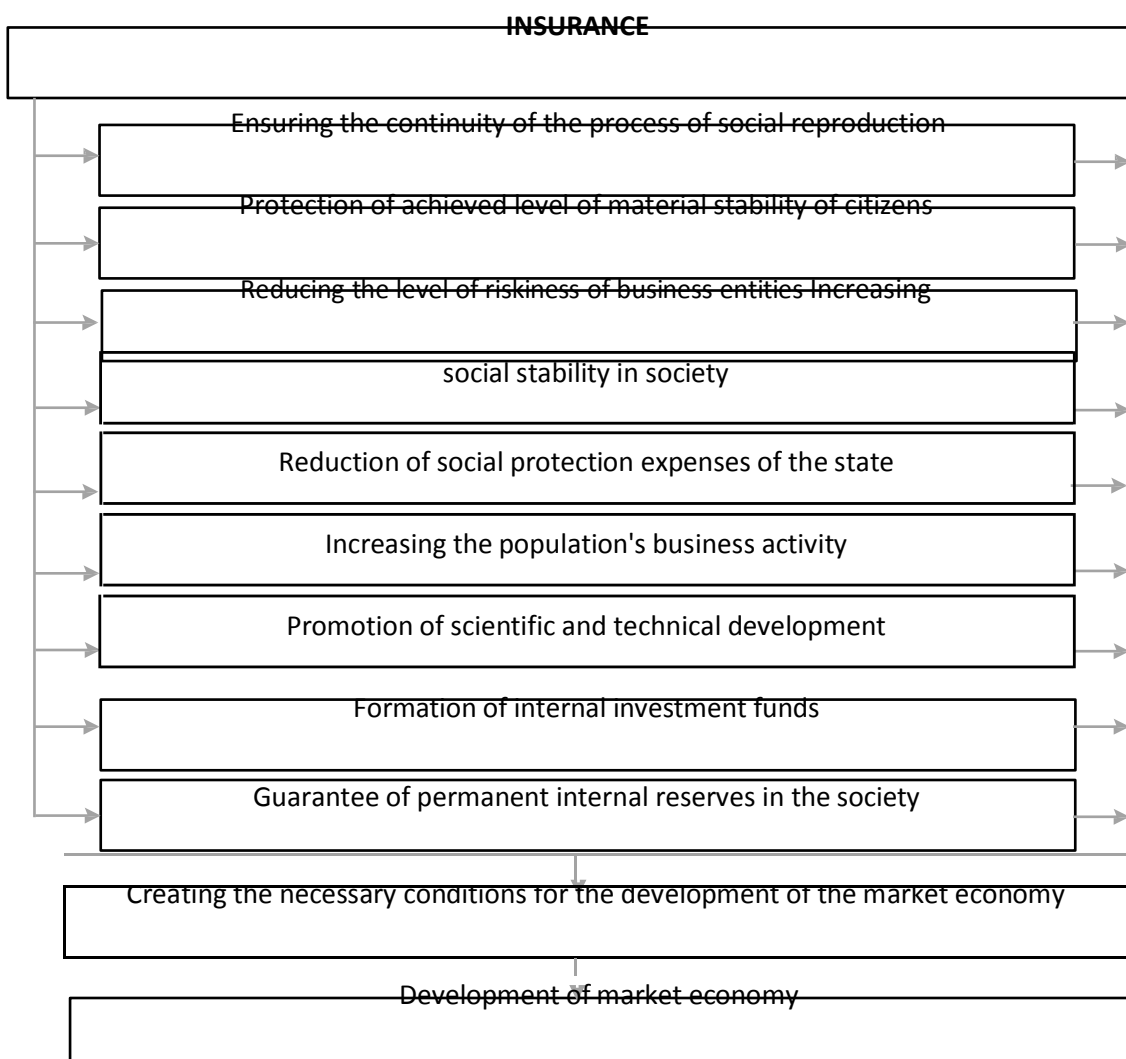 INSURANCE
Ensuring the continuity of the process of social reproduction
Protection of achieved level of material stability of citizens
Reducing the level of riskiness of business entities Increasing
social stability in society
Reduction of social protection expenses of the state
Increasing the population's business activity
Promotion of scientific and technical development
Formation of internal investment funds
Guarantee of permanent internal reserves in the society
Creating the necessary conditions for the development of the market economy
Development of market economy